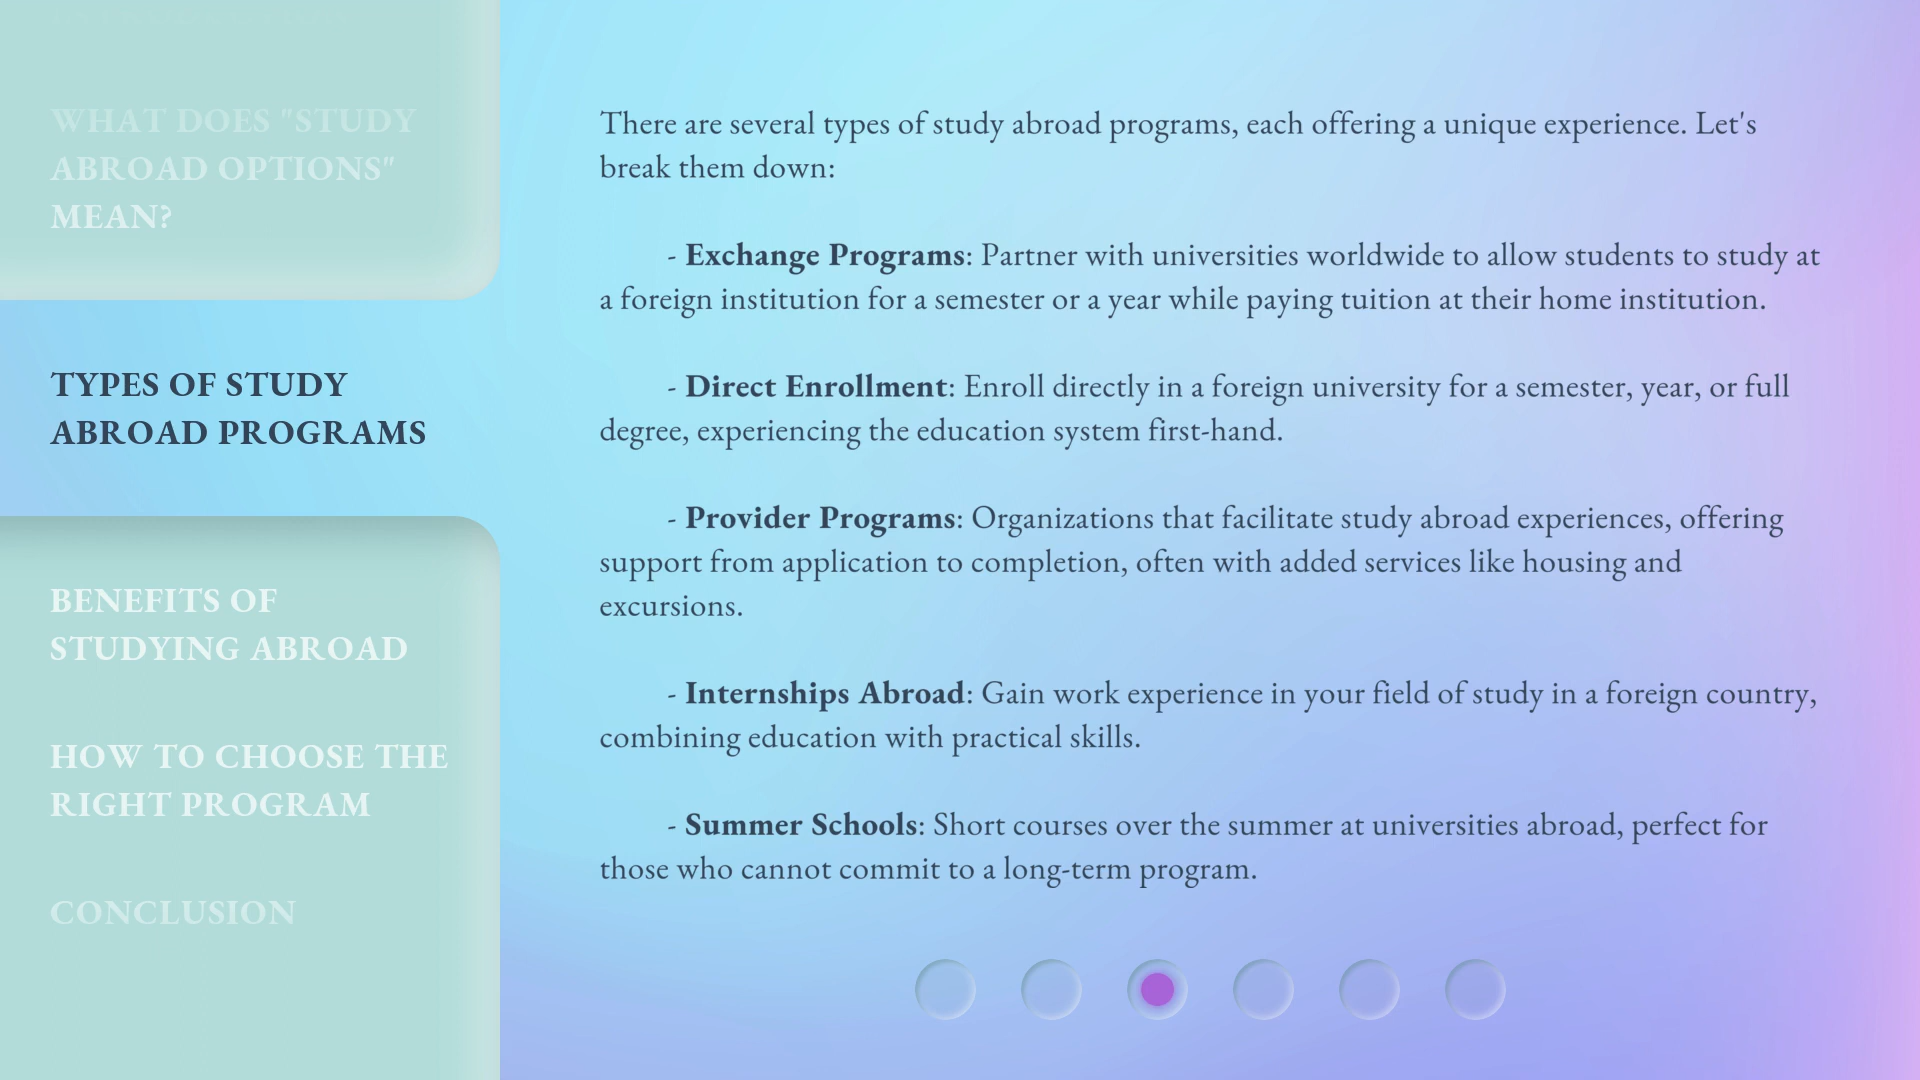 WHAT DOES "STUDY
ABROAD OPTIONS"
MEAN?
TYPES OF STUDY
ABROAD PROGRAMS
BENEFITS OF
STUDYING ABROAD
HOW TO CHOOSE THE
RIGHT PROGRAM
CONCLUSION
There are several types of study abroad programs, each offering a unique experience. Let's
break them down:
- Exchange Programs: Partner with universities worldwide to allow students to study at
a foreign institution for a semester or a year while paying tuition at their home institution.
- Direct Enrollment: Enroll directly in a foreign university for a semester, year, or full
degree, experiencing the education system first-hand.
- Provider Programs: Organizations that facilitate study abroad experiences, offering
support from application to completion, often with added services like housing and
excursions.
- Internships Abroad: Gain work experience in your field of study in a foreign country,
combining education with practical skills.
- Summer Schools: Short courses over the summer at universities abroad, perfect for
those who cannot commit to a long-term program.